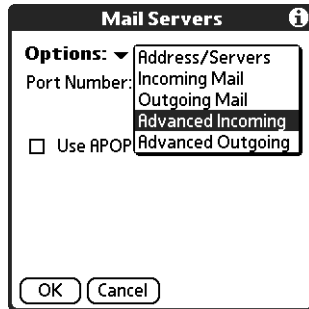 Mail Servers
Options:
Address/Servers
Port Number:
Incoming Mail
Outgoing Mail
Advanced Incoming
Use APOP
Advanced Outgoing
OK
Cancel